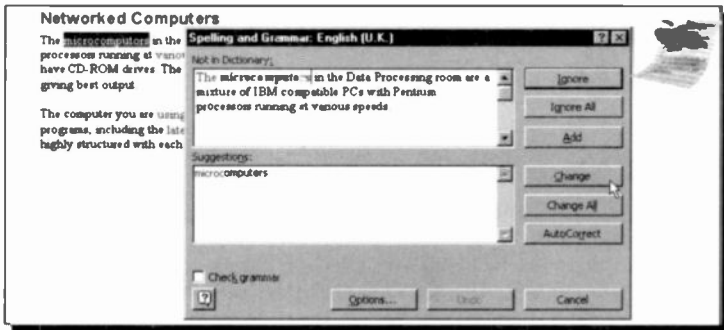 Networked Computers
The microcomputors in the
processors running at
have CD-ROM drives. The
giving best output
The computer you are using
programs, including the late
highly structured with each
Spelling and Grammar: English (U.K.)
Not in Dictionary:
The microcomputors in the Data Processing room are a
mixture of IBM compatible PCs with Pentium
processors running at various speeds
Ignore
Ignore All
Add
Suggestions:
microcomputers
Change
Change All
AutoCorrect
Check grammar
Options...
Undo
Cancel